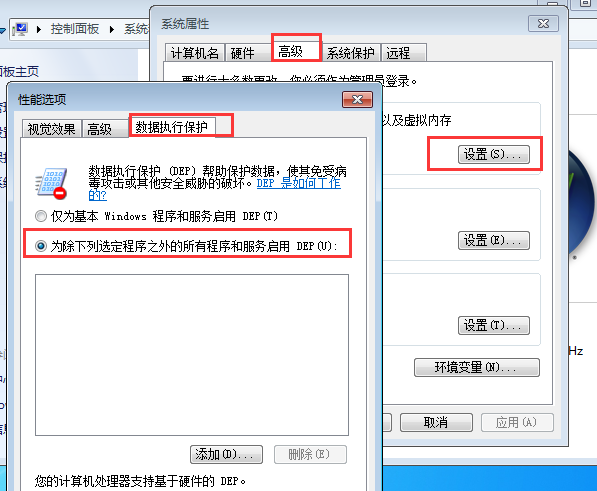 控制面板
系统
系统属性
计算机名 硬件 高级 系统保护 远程
面板主页
要进行大多数更改，您必须作为管理员登录。
性能选项
以及虚拟内存
视觉效果 高级 数据执行保护
设置(S)...
数据执行保护 (DEP) 帮助保护数据，使其免受病
毒攻击或其他安全威胁的破坏。DEP 是如何工作
的?
仅为基本 Windows 程序和服务启用 DEP(T)
设置(E)...
为除下列选定程序之外的所有程序和服务启用 DEP(U):
设置(T)...
Hz
环境变量(N)...
取消 应用(A)
添加(D)... 删除(E)
您的计算机处理器支持基于硬件的 DEP。